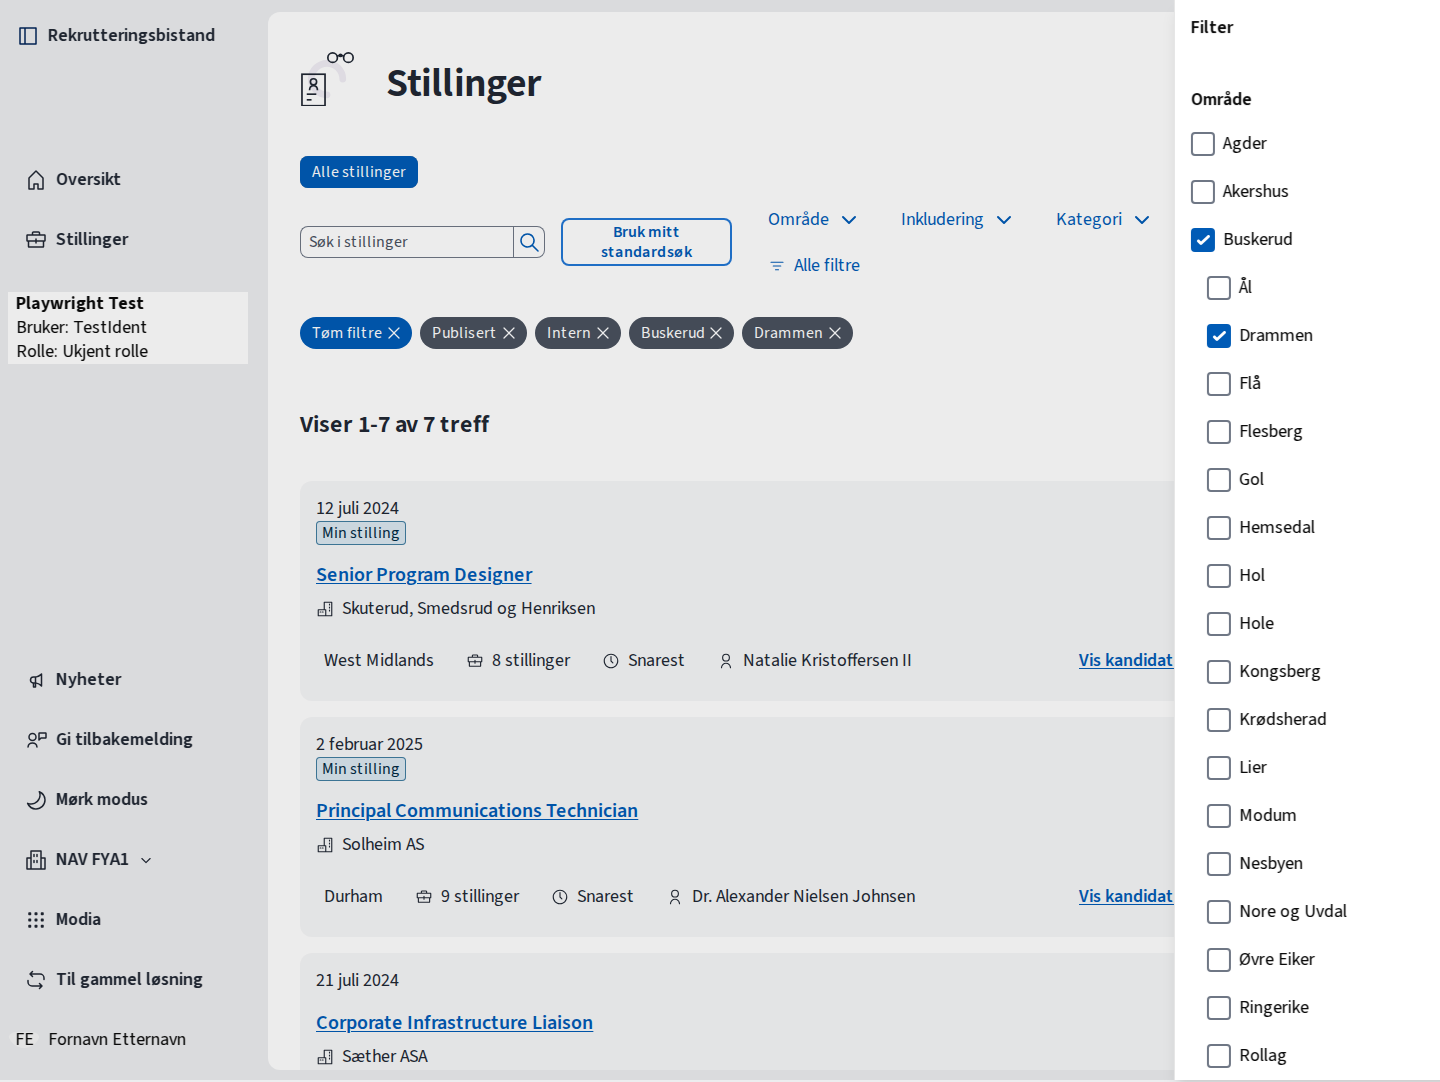 Rekrutteringsbistand
Oversikt
Stillinger
Playwright Test
Bruker: TestIdent
Rolle: Ukjent rolle
Nyheter
Gi tilbakemelding
Mørk modus
NAV FYA1
Modia
Til gammel løsning
FE Fornavn Etternavn
Stillinger
Alle stillinger
Søk i stillinger
Bruk mitt
standardsøk
Område
Inkludering
Kategori
Alle filtre
Tøm filtre
Publisert
Intern
Buskerud
Drammen
Viser 1-7 av 7 treff
12 juli 2024
Min stilling
Senior Program Designer
Skuterud, Smedsrud og Henriksen
West Midlands 8 stillinger Snarest Natalie Kristoffersen II Vis kandidat
2 februar 2025
Min stilling
Principal Communications Technician
Solheim AS
Durham 9 stillinger Snarest Dr. Alexander Nielsen Johnsen Vis kandidat
21 juli 2024
Corporate Infrastructure Liaison
Sæther ASA
Filter
Område
Agder
Akershus
Buskerud
Ål
Drammen
Flå
Flesberg
Gol
Hemsedal
Hol
Hole
Kongsberg
Krødsherad
Lier
Modum
Nesbyen
Nore og Uvdal
Øvre Eiker
Ringerike
Rollag